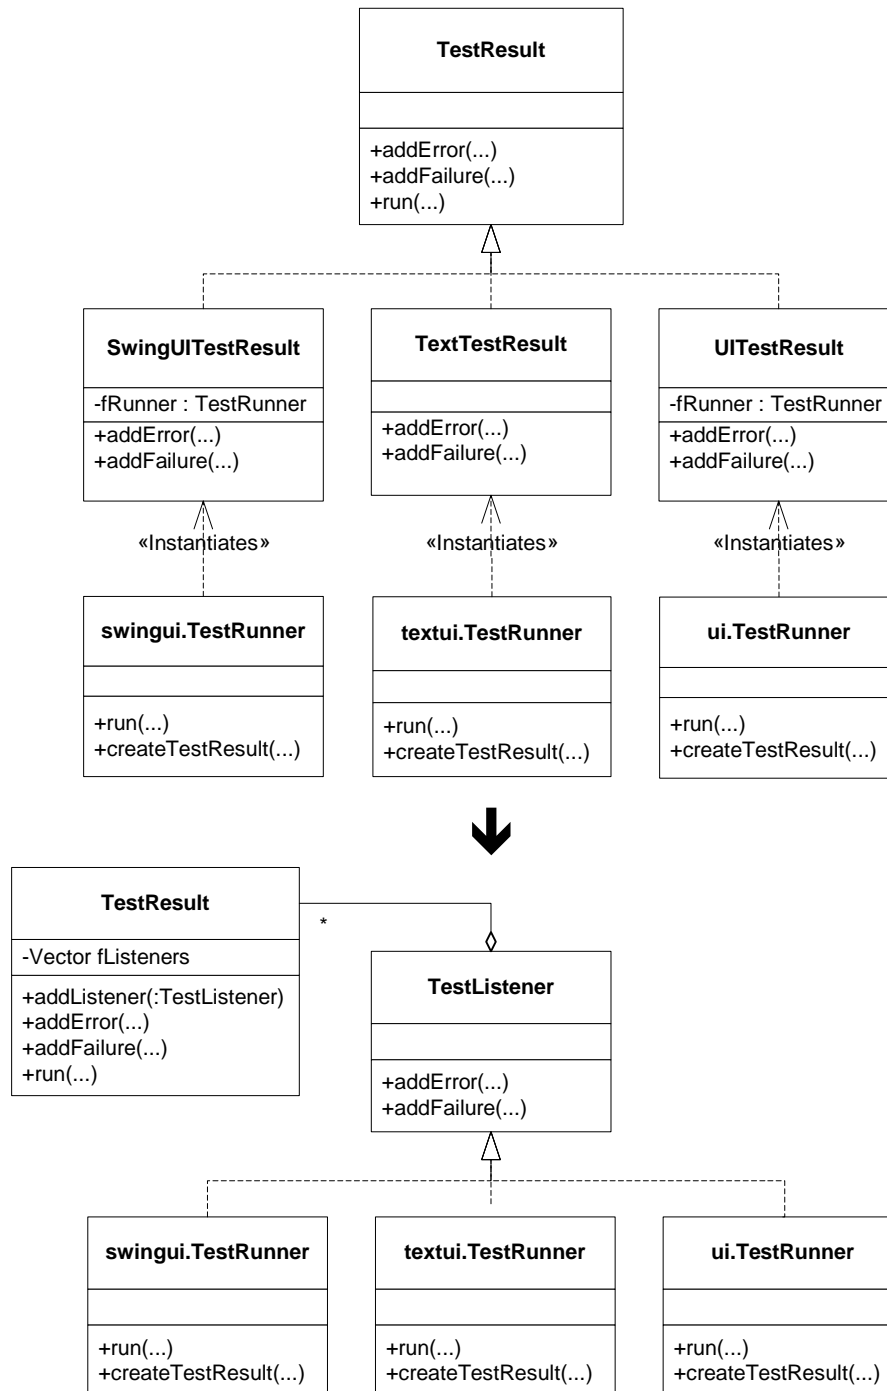 TestResult
+addError(...)
+addFailure(...)
+run(...)
SwingUITestResult
-fRunner : TestRunner
+addError(...)
+addFailure(...)
TextTestResult
+addError(...)
+addFailure(...)
UITestResult
-fRunner : TestRunner
+addError(...)
+addFailure(...)
«Instantiates»
«Instantiates»
«Instantiates»
swingui.TestRunner
+run(...)
+createTestResult(...)
textui.TestRunner
+run(...)
+createTestResult(...)
ui.TestRunner
+run(...)
+createTestResult(...)
TestResult
-Vector fListeners
+addListener(:TestListener)
+addError(...)
+addFailure(...)
+run(...)
*
TestListener
+addError(...)
+addFailure(...)
swingui.TestRunner
+run(...)
+createTestResult(...)
textui.TestRunner
+run(...)
+createTestResult(...)
ui.TestRunner
+run(...)
+createTestResult(...)